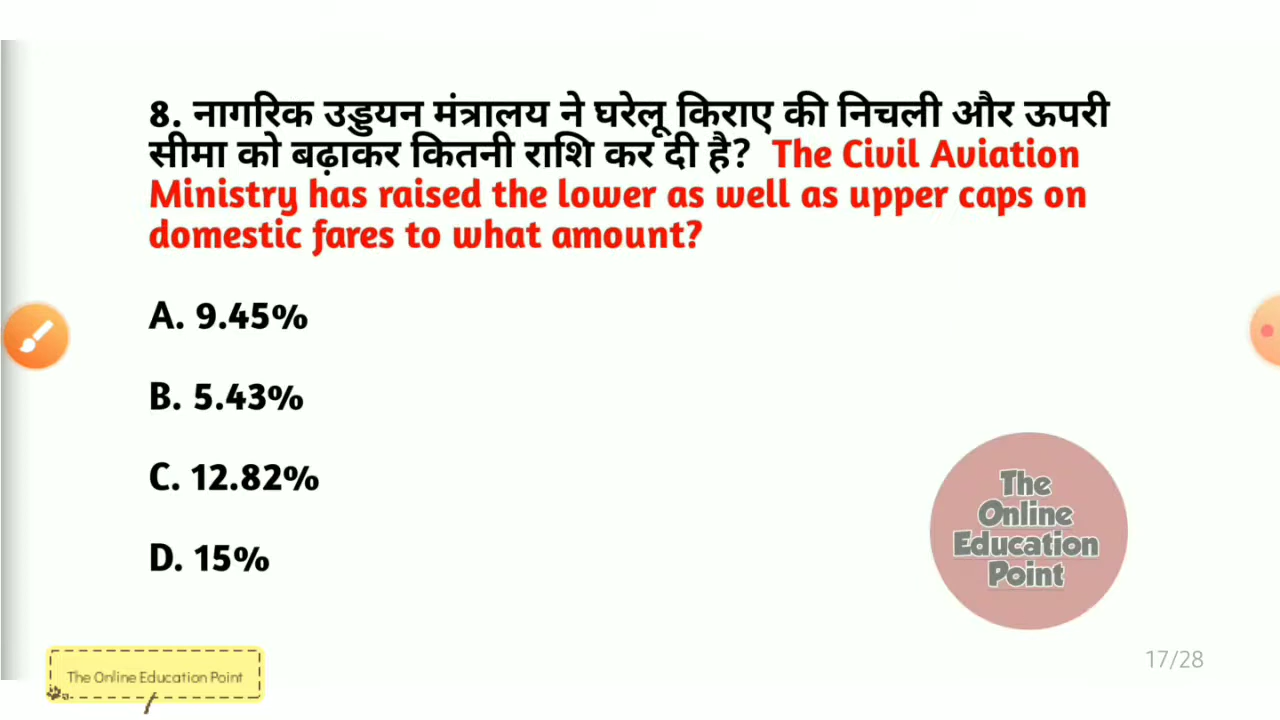 8. नागरिक उड्डयन मंत्रालय ने घरेलू किराए की निचली और ऊपरी
सीमा को बढ़ाकर कितनी राशि कर दी है? The Civil Aviation
Ministry has raised the lower as well as upper caps on
domestic fares to what amount?
A. 9.45%
B. 5.43%
C. 12.82%
D. 15%
The
Online
Education
Point
The Online Education Point
17/28